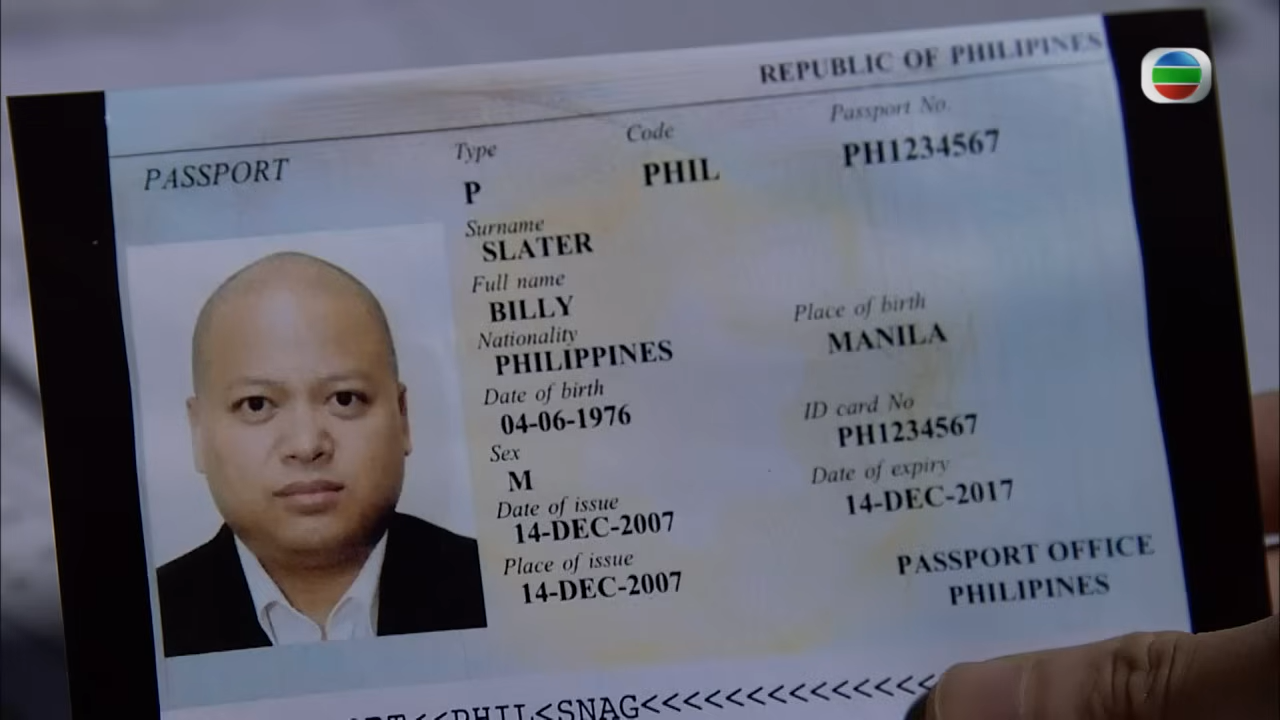 REPUBLIC OF PHILIPINES
PASSPORT
Type
P
Code
PHIL
Passport No.
PH1234567
Surname
SLATER
Full name
BILLY
Nationality
PHILIPPINES
Place of birth
MANILA
Date of birth
04-06-1976
ID card No
PH1234567
Sex
M
Date of expiry
14-DEC-2017
Date of issue
14-DEC-2007
Place of issue
14-DEC-2007
PASSPORT OFFICE
PHILIPINES
PHIL<SNAG<<<<<<<<<<<<<